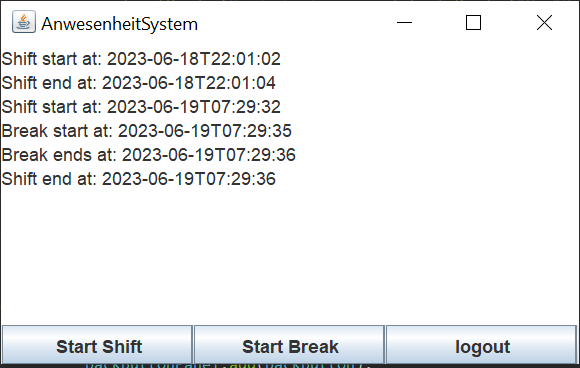 AnwesenheitSystem
Shift start at: 2023-06-18T22:01:02
Shift end at: 2023-06-18T22:01:04
Shift start at: 2023-06-19T07:29:32
Break start at: 2023-06-19T07:29:35
Break ends at: 2023-06-19T07:29:36
Shift end at: 2023-06-19T07:29:36
Start Shift Start Break logout